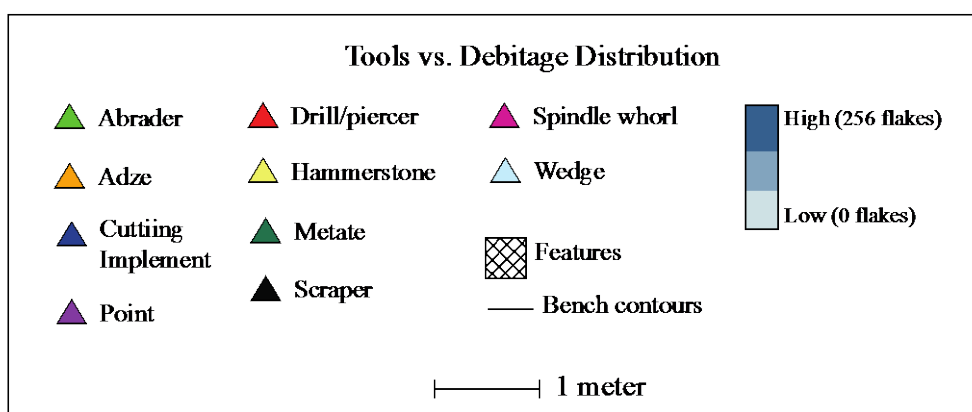 Tools vs. Debitage Distribution
Abrader
Adze
Cuttiing
Implement
Point
Drill/piercer
Hammerstone
Metate
Scraper
Spindle whorl
Wedge
Features
Bench contours
High (256 flakes)
Low (0 flakes)
1 meter